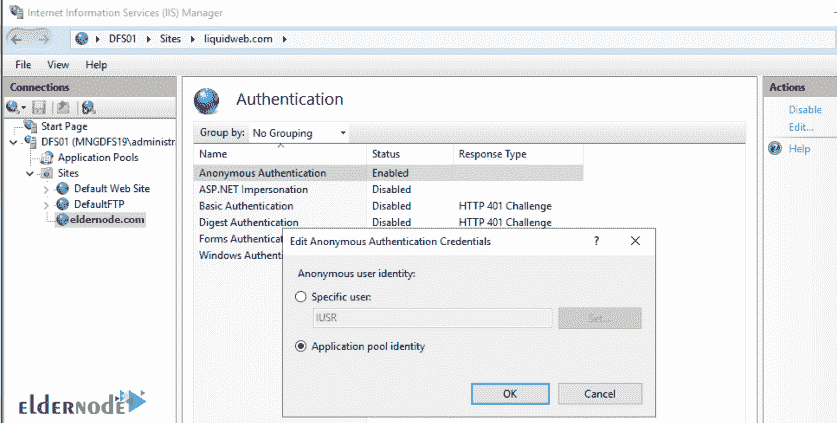 Internet Information Services (IIS) Manager
DFS01 Sites liquidweb.com
File View Help
Connections
Start Page
DFS01 (MNGDFS19\administr
Application Pools
Sites
Default Web Site
DefaultFTP
eldernode.com
Authentication
Group by: No Grouping
Name Status Response Type
Anonymous Authentication Enabled
ASP.NET Impersonation Disabled
Basic Authentication Disabled HTTP 401 Challenge
Digest Authentication Disabled HTTP 401 Challenge
Forms Authenticat
Windows Authenti
Edit Anonymous Authentication Credentials ?
Anonymous user identity:
Specific user:
IUSR Set...
Application pool identity
OK Cancel
Actions
Disable
Edit...
Help
ELDERNODE